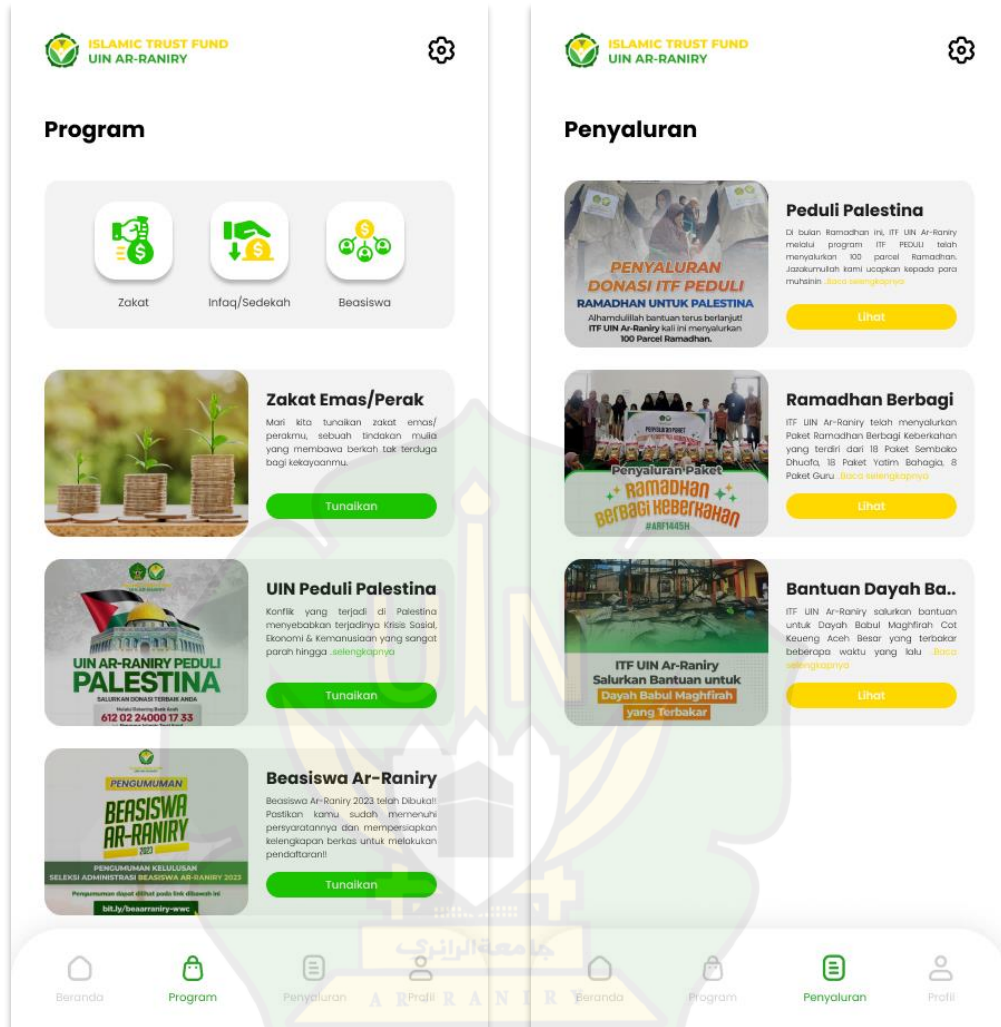 ISLAMIC TRUST FUND
UIN AR-RANIRY
Program
Zakat
Infaq/Sedekah
Beasiswa
Zakat Emas/Perak
Mari kita tunaikan zakat emas/
perakmu, sebuah tindakan mulia
yang membawa berkah tak terduga
bagi kekayaanmu.
Tunaikan
UIN AR-RANIRY PEDULI
PALESTINA
SALURKAN DONASI TERBAIK ANDA
Melalui Rekening Bank Aceh
612 02 24000 17 33
UIN Peduli Palestina
Konflik yang terjadi di Palestina
menyebabkan terjadinya Krisis Sosial,
Ekonomi & Kemanusiaan yang sangat
parah hingga ..selengkapnya
Tunaikan
PENGUMUMAN
BEASISWA
AR-RANIRY
2023
PENGUMUMAN KELULUSAN
SELEKSI ADMINISTRASI BEASISWA AR-RANIRY 2023
Pengumuman dapat dilihat pada link dibawah ini
bit.ly/beaarraniry-wwc
Beasiswa Ar-Raniry
Beasiswa Ar-Raniry 2023 telah Dibuka!!
Pastikan kamu sudah memenuhi
persyaratannya dan mempersiapkan
kelengkapan berkas untuk melakukan
pendaftaran!!
Tunaikan
Beranda
Program
Penyaluran
Profil
ISLAMIC TRUST FUND
UIN AR-RANIRY
Penyaluran
PENYALURAN
DONASI ITF PEDULI
RAMADHAN UNTUK PALESTINA
Alhamdulillah bantuan terus berlanjut!
ITF UIN Ar-Raniry kali ini menyalurkan
100 Parcel Ramadhan.
Peduli Palestina
Di bulan Ramadhan ini, ITF UIN Ar-Raniry
melalui program ITF PEDULI telah
menyalurkan 100 parcel Ramadhan.
Jazakumullah kami ucapkan kepada para
muhsinin ..Baca selengkapnya
Lihat
PENYALURAN PAKET
Penyaluran Paket
RAMADHAN
BERBAGI KEBERKAHAN
#ARF1445H
Ramadhan Berbagi
ITF UIN Ar-Raniry telah menyalurkan
Paket Ramadhan Berbagi Keberkahan
yang terdiri dari 18 Paket Sembako
Dhuafa, 18 Paket Yatim Bahagia, 8
Paket Guru ..Baca selengkapnya
Lihat
ITF UIN Ar-Raniry
Salurkan Bantuan untuk
Dayah Babul Maghfirah
yang Terbakar
Bantuan Dayah Ba..
ITF UIN Ar-Raniry salurkan bantuan
untuk Dayah Babul Maghfirah Cot
Keueng Aceh Besar yang terbakar
beberapa waktu yang lalu ..Baca
selengkapnya
Lihat
Beranda
Program
Penyaluran
Profil
UIN
جامعة الرانري
AR-RANIRY